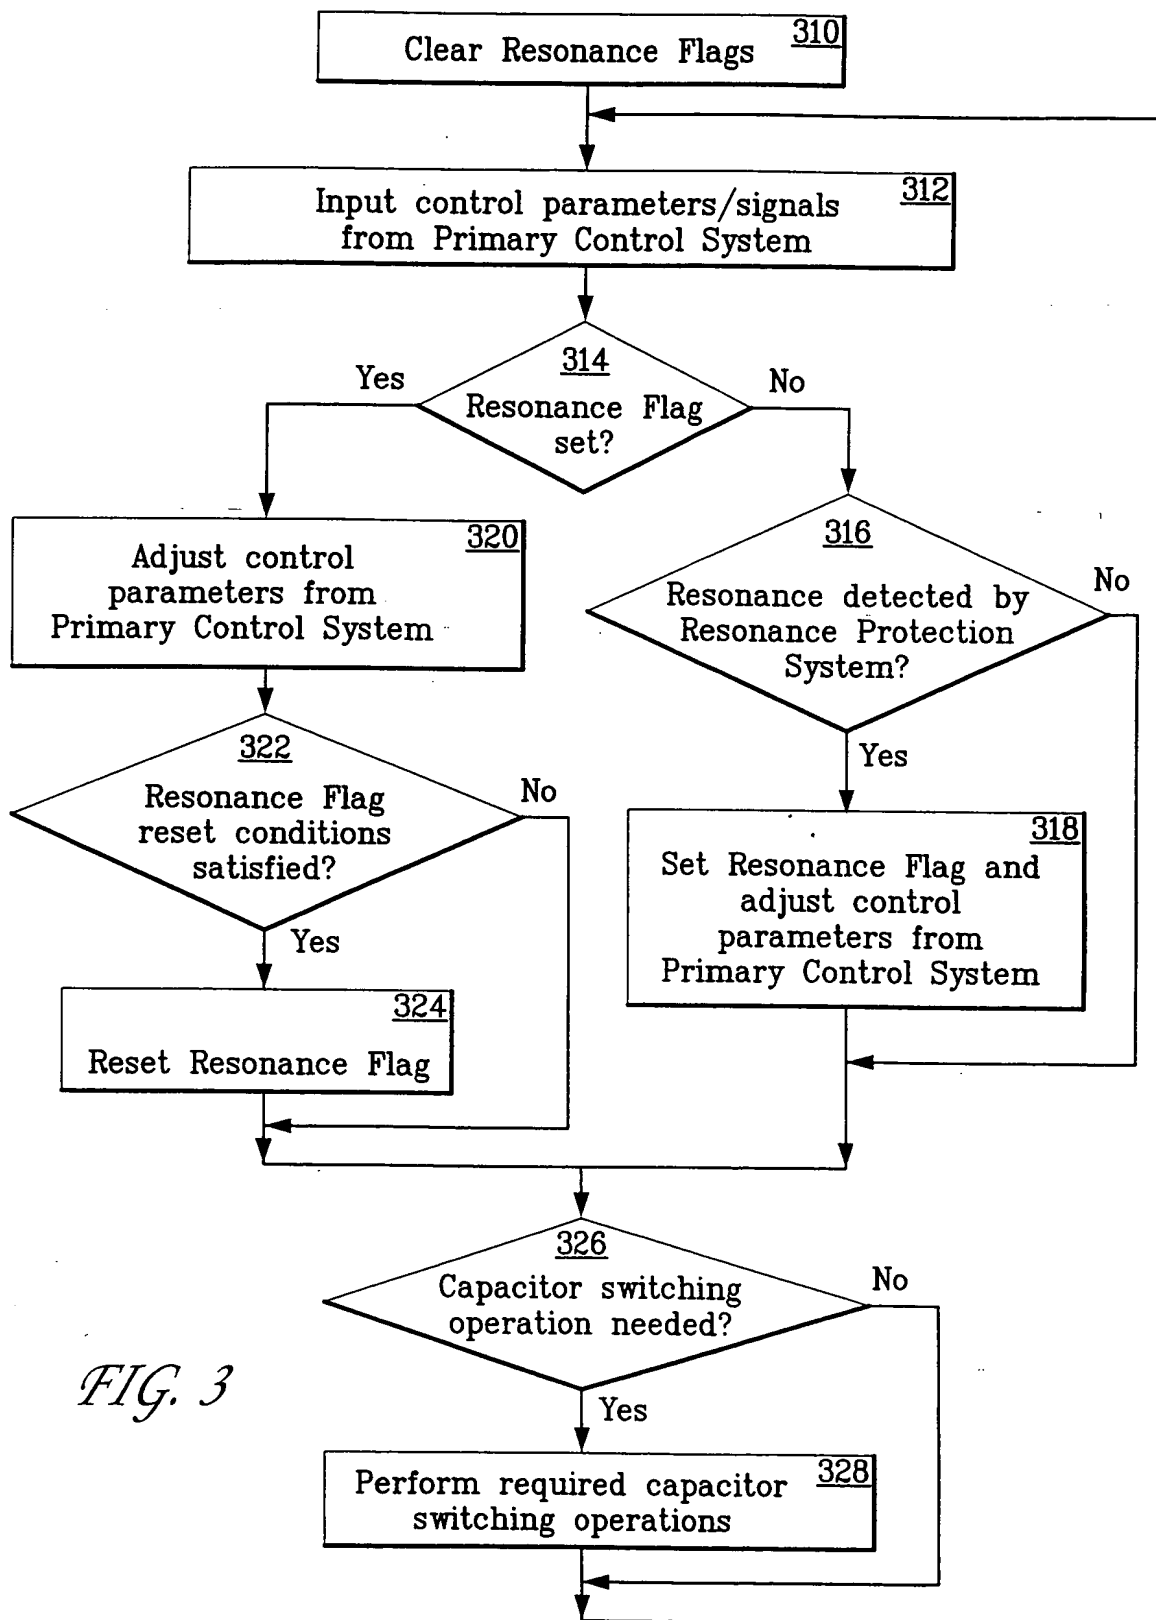 310
Clear Resonance Flags
312
Input control parameters/signals
from Primary Control System
314
Resonance Flag
set?
Yes
No
320
Adjust control
parameters from
Primary Control System
316
Resonance detected by
Resonance Protection
System?
No
Yes
322
Resonance Flag
reset conditions
satisfied?
No
Yes
318
Set Resonance Flag and
adjust control
parameters from
Primary Control System
324
Reset Resonance Flag
326
Capacitor switching
operation needed?
No
Yes
FIG. 3
328
Perform required capacitor
switching operations